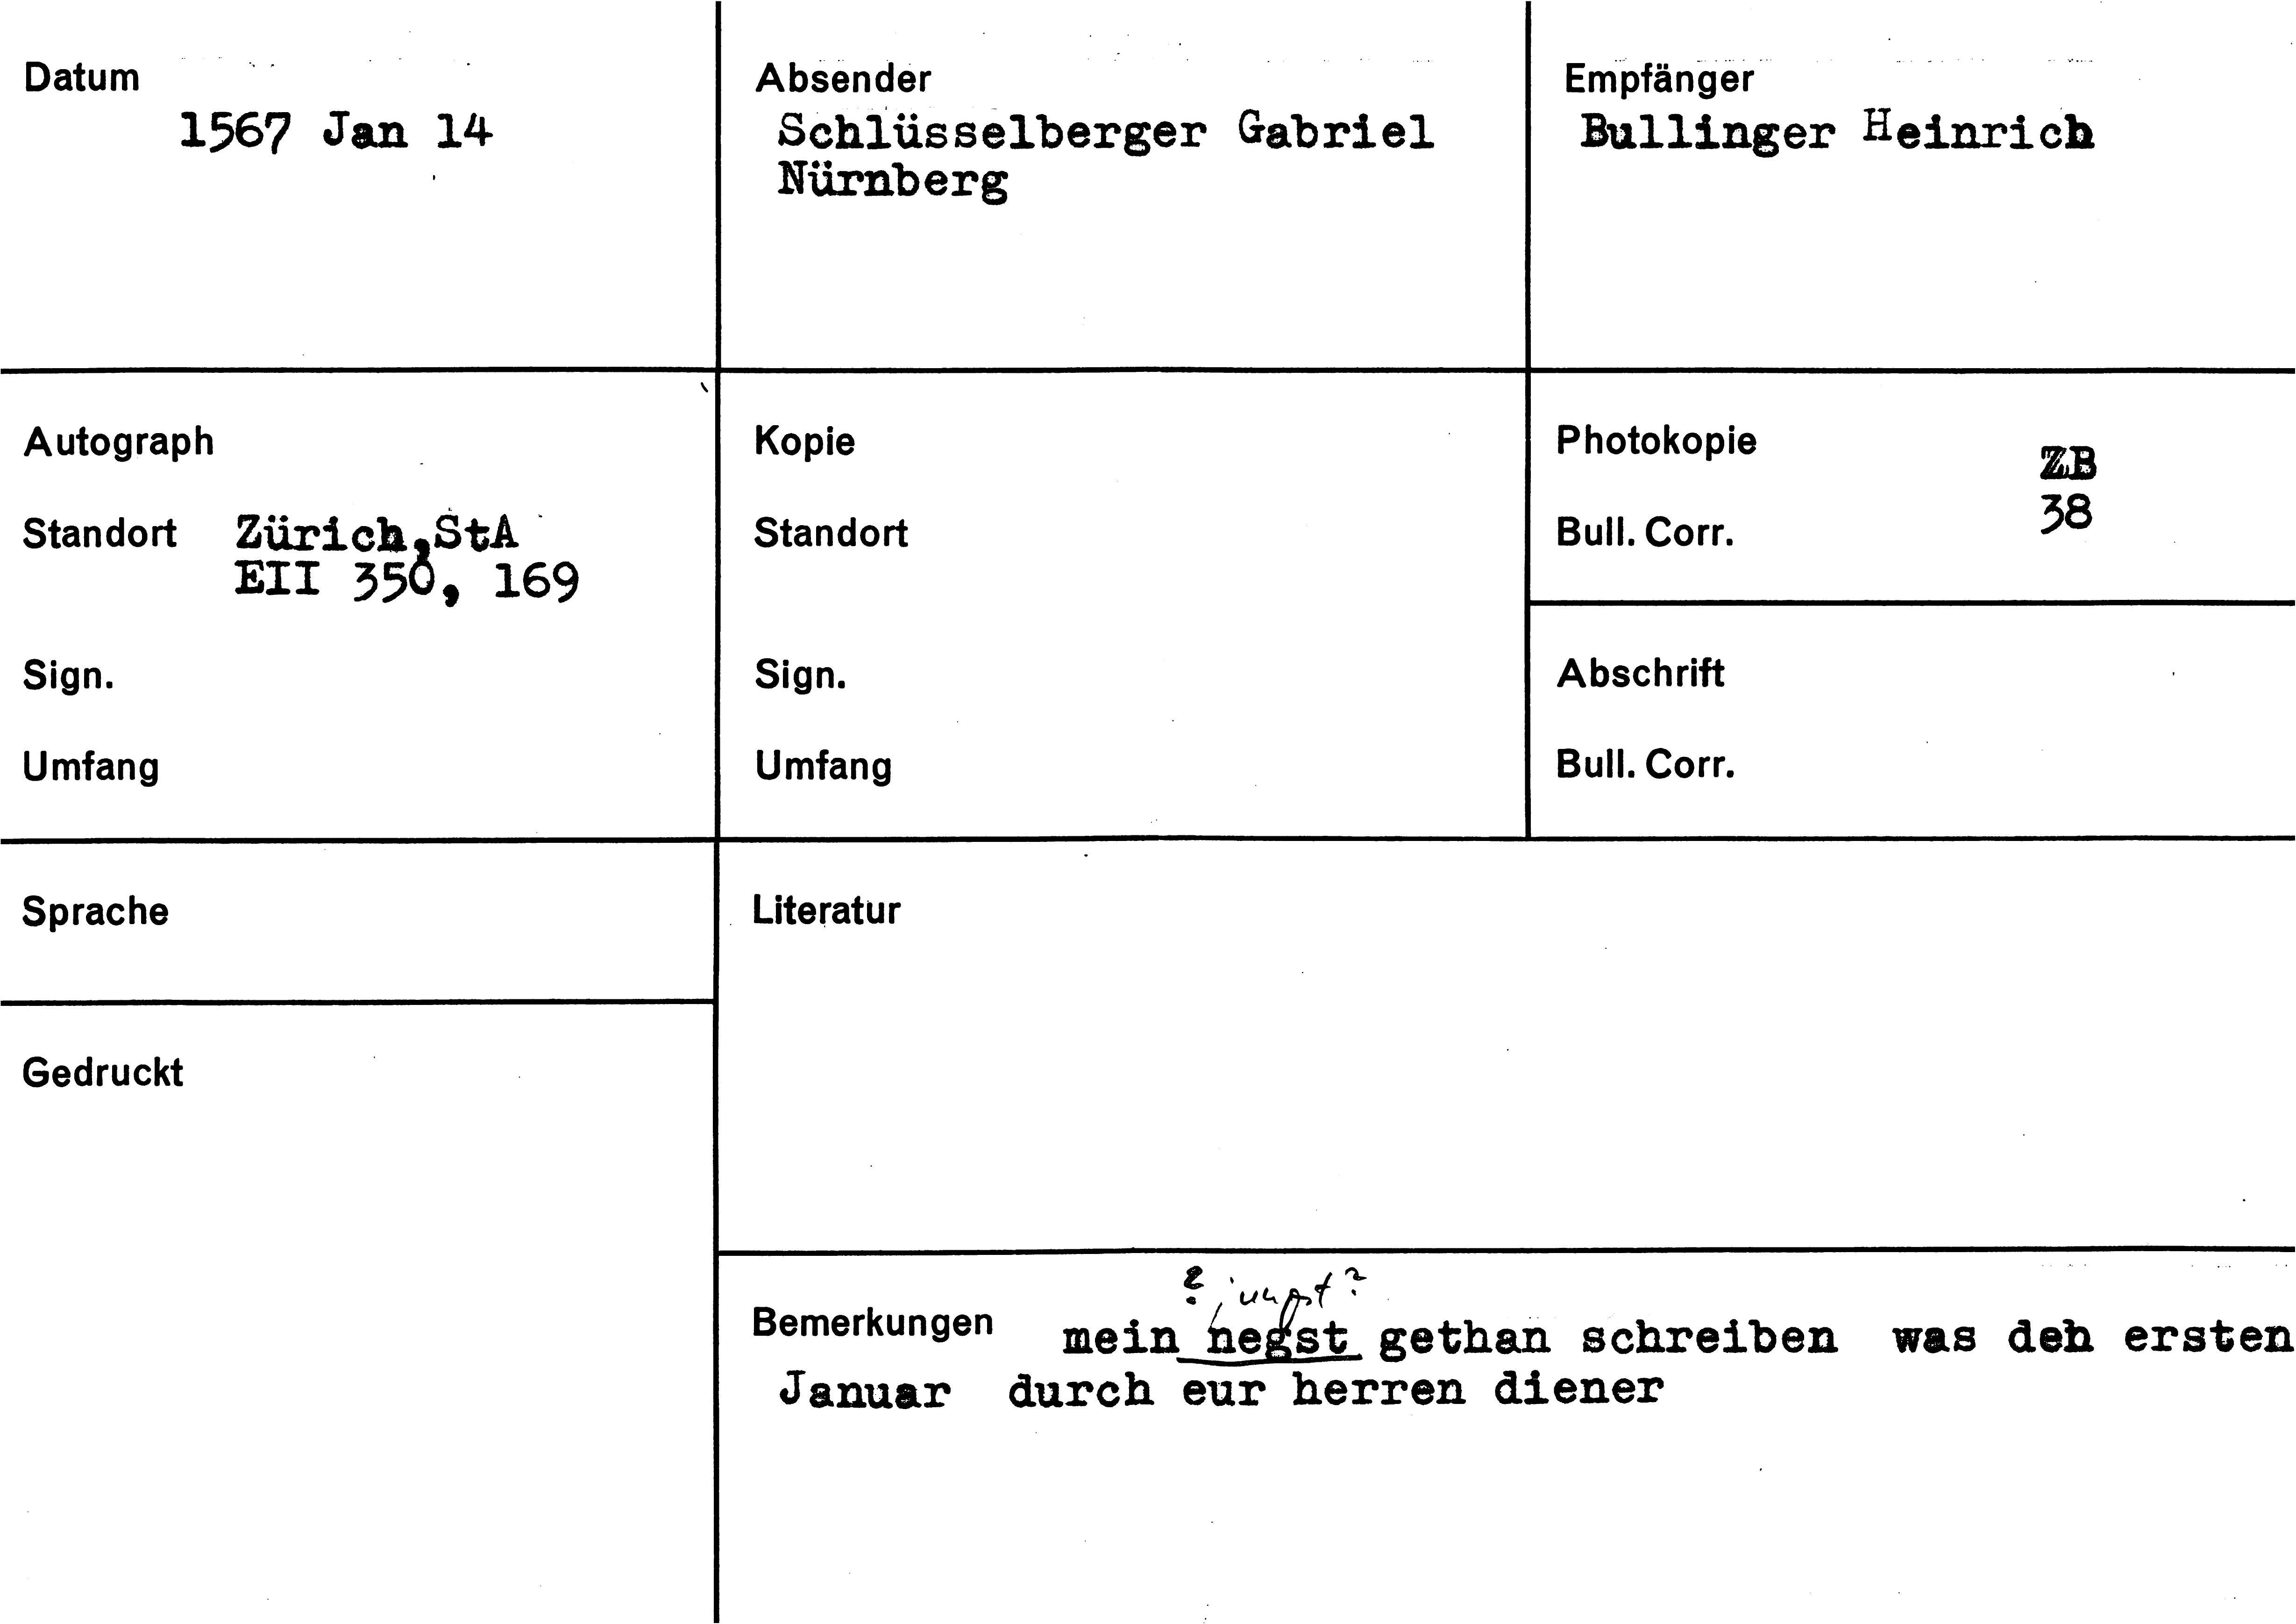 Datum
1567 Jan 14
Absender
Schlüsselberger Gabriel
Nürnberg
Empfänger
Bullinger Heinrich
Autograph
Standort Zürich,StA
EII 350, 169
Sign.
Umfang
Kopie
Standort
Sign.
Umfang
Photokopie ZB
Bull. Corr. 38
Abschrift
Bull. Corr.
Sprache
Gedruckt
Literatur
? jungst?
Bemerkungen mein negst gethan schreiben was deh ersten
Januar durch eur herren diener